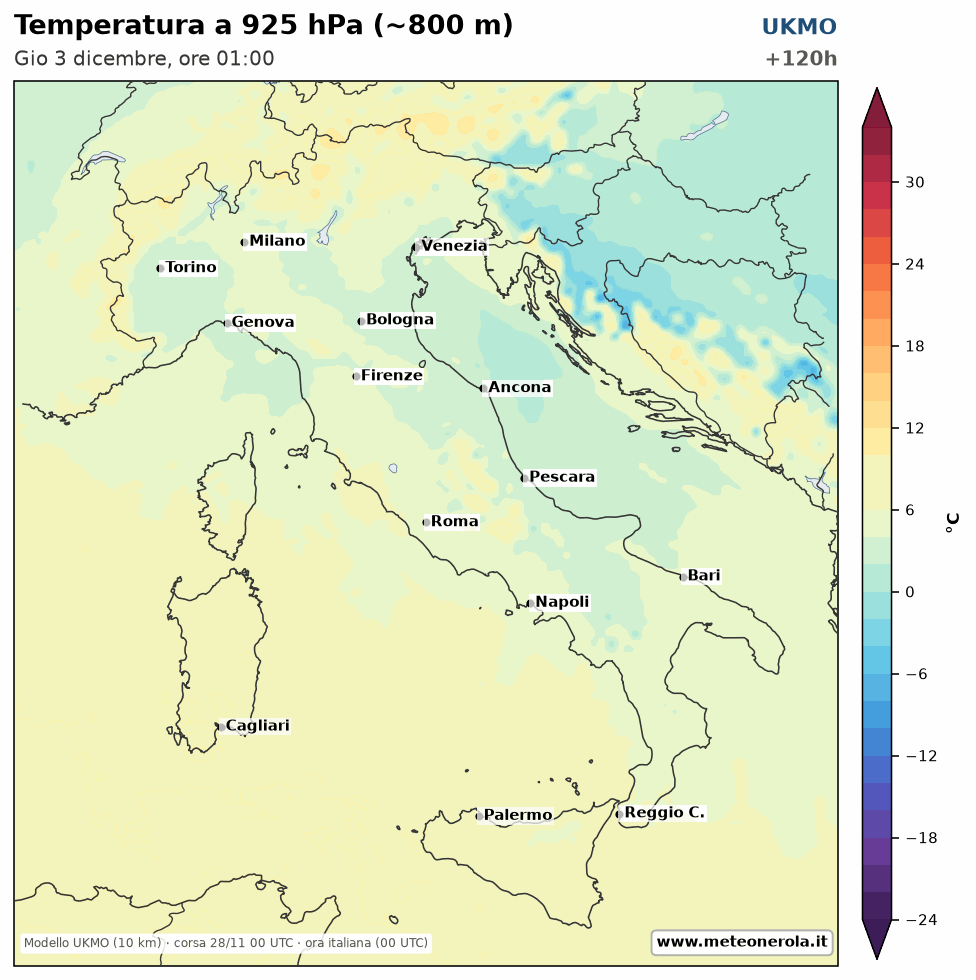 Temperatura a 925 hPa (~800 m)
UKMO
Gio 3 dicembre, ore 01:00
+120h
Milano
Venezia
Torino
Genova
Bologna
Firenze
Ancona
Pescara
Roma
Bari
Napoli
Cagliari
Palermo
Reggio C.
30
24
18
12
6
0
−6
−12
−18
−24
°C
Modello UKMO (10 km) · corsa 28/11 00 UTC · ora italiana (00 UTC)
www.meteonerola.it